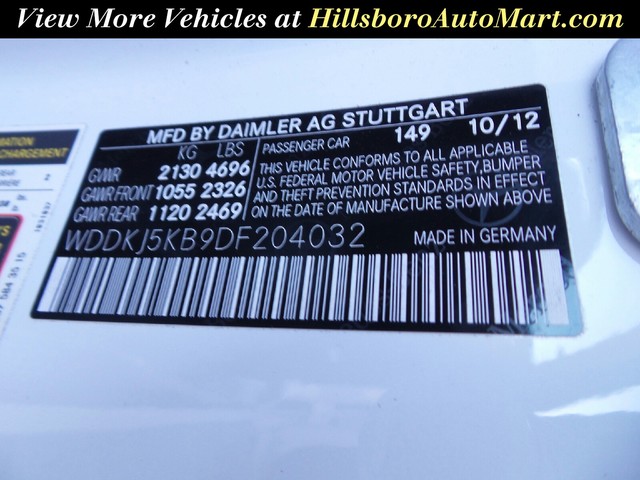 View More Vehicles at HillsboroAutoMart.com
MFD BY DAIMLER AG STUTTGART
KG LBS
GVWR 2130 4696
GAWR FRONT 1055 2326
GAWR REAR 1120 2469
PASSENGER CAR 149 10/12
THIS VEHICLE CONFORMS TO ALL APPLICABLE
U.S. FEDERAL MOTOR VEHICLE SAFETY, BUMPER
AND THEFT PREVENTION STANDARDS IN EFFECT
ON THE DATE OF MANUFACTURE SHOWN ABOVE
WDDKJ5KB9DF204032
MADE IN GERMANY